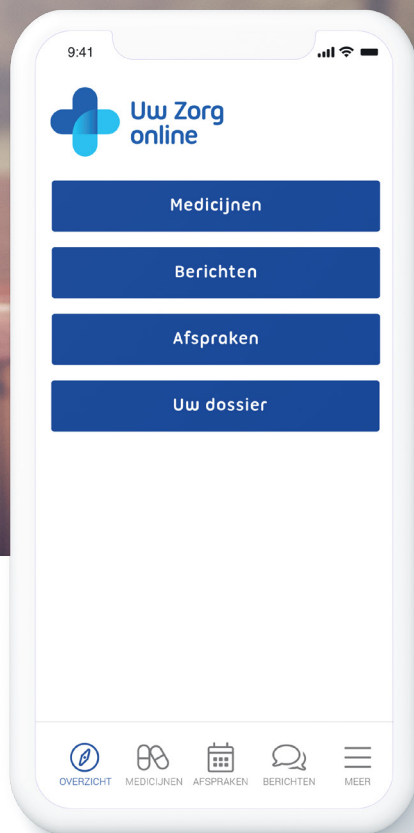 9:41
Uw Zorg
online
Medicijnen
Berichten
Afspraken
Uw dossier
OVERZICHT MEDICIJNEN AFSPRAKEN BERICHTEN MEER